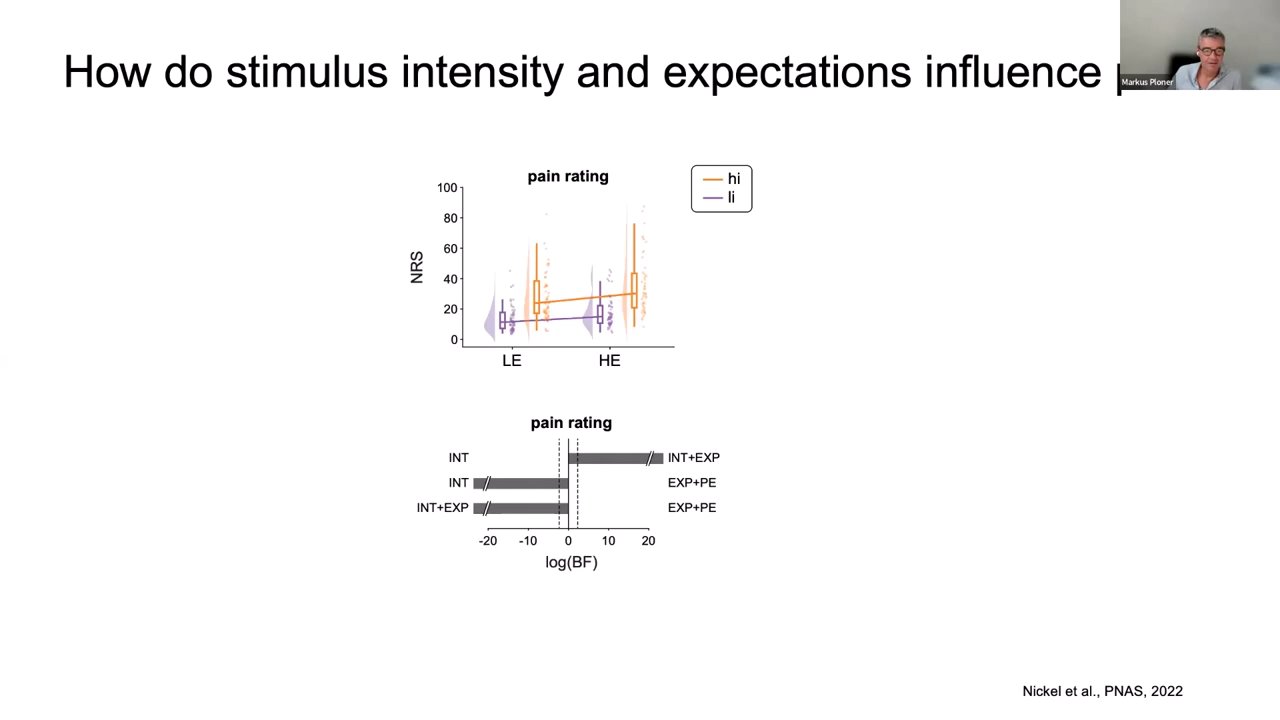 How do stimulus intensity and expectations influence
Markus Ploner
pain rating
hi
li
100
80
60
40
20
0
NRS
LE
HE
pain rating
INT
INT+EXP
INT
EXP+PE
INT+EXP
EXP+PE
-20
-10
0
10
20
log(BF)
Nickel et al., PNAS, 2022